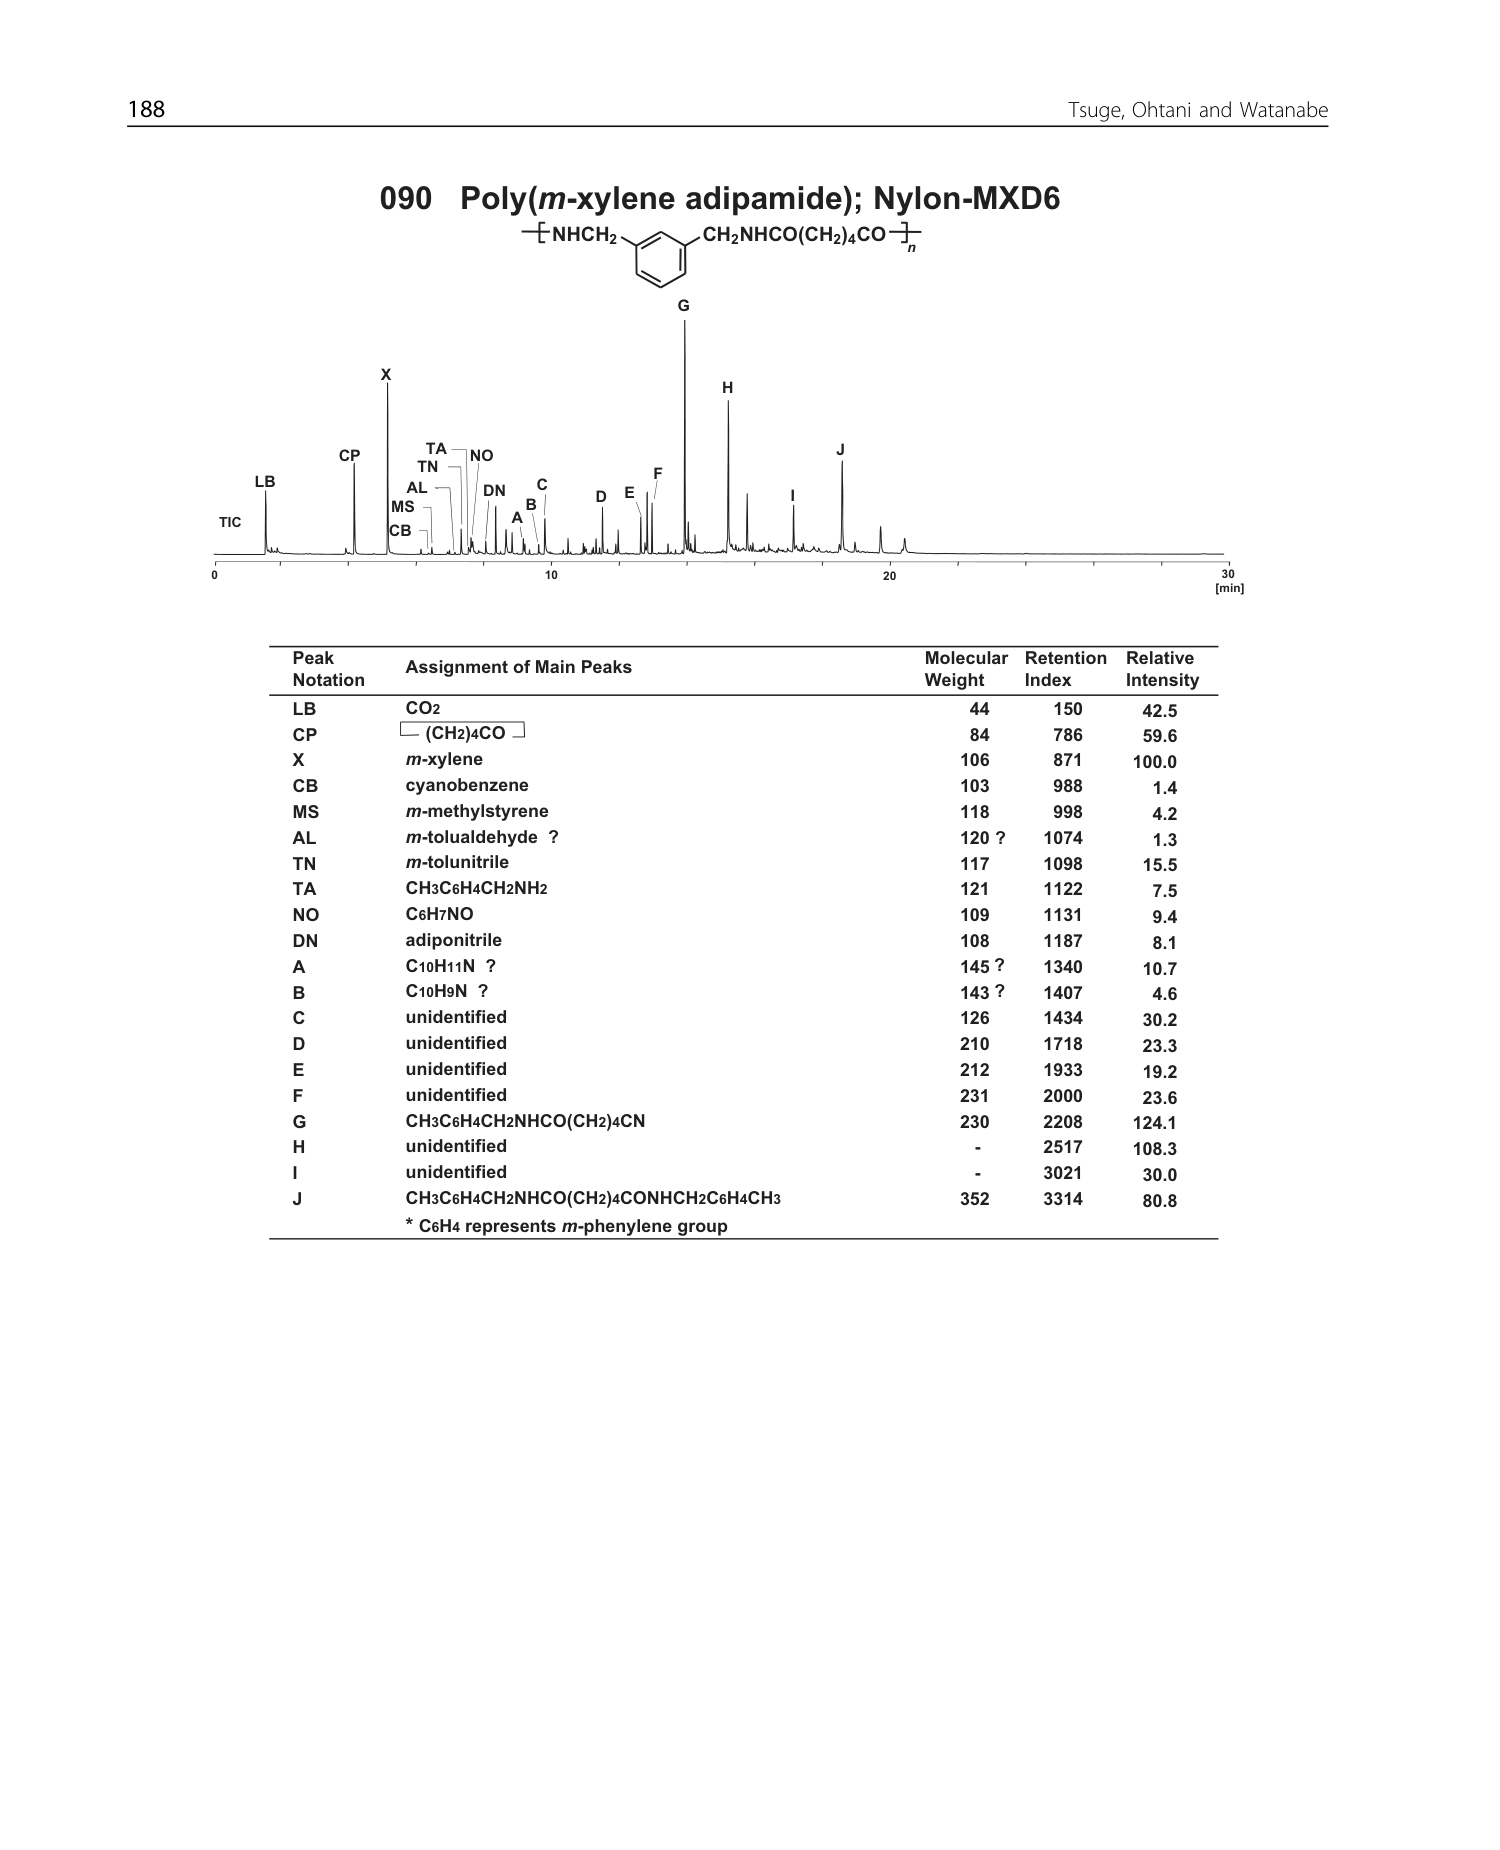 188
Tsuge, Ohtani and Watanabe
090 Poly(m-xylene adipamide); Nylon-MXD6
NHCH2 CH2NHCO(CH2)4CO n
G
X
H
TA
NO
CP
TN
J
F
LB
AL
DN
C
E
D
I
MS
B
A
TIC
CB
0 10 20 30
[min]
Peak Notation Assignment of Main Peaks Molecular Weight Retention Index Relative Intensity
LB CO2 44 150 42.5
CP (CH2)4CO 84 786 59.6
X m-xylene 106 871 100.0
CB cyanobenzene 103 988 1.4
MS m-methylstyrene 118 998 4.2
AL m-tolualdehyde ? 120 ? 1074 1.3
TN m-tolunitrile 117 1098 15.5
TA CH3C6H4CH2NH2 121 1122 7.5
NO C6H7NO 109 1131 9.4
DN adiponitrile 108 1187 8.1
A C10H11N ? 145 ? 1340 10.7
B C10H9N ? 143 ? 1407 4.6
C unidentified 126 1434 30.2
D unidentified 210 1718 23.3
E unidentified 212 1933 19.2
F unidentified 231 2000 23.6
G CH3C6H4CH2NHCO(CH2)4CN 230 2208 124.1
H unidentified - 2517 108.3
I unidentified - 3021 30.0
J CH3C6H4CH2NHCO(CH2)4CONHCH2C6H4CH3 352 3314 80.8
* C6H4 represents m-phenylene group